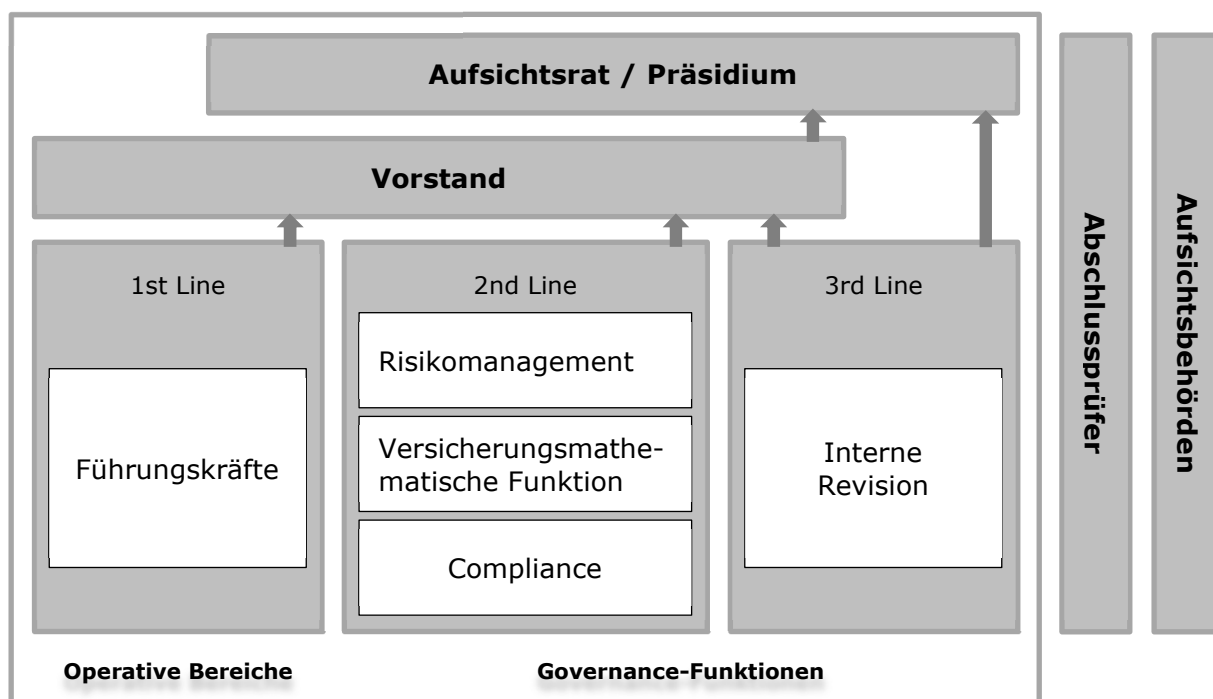 Aufsichtsrat / Präsidium
Vorstand
1st Line
Führungskräfte
2nd Line
Risikomanagement
Versicherungsmathe-
matische Funktion
Compliance
3rd Line
Interne
Revision
Operative Bereiche
Governance-Funktionen
Abschlussprüfer
Aufsichtsbehörden